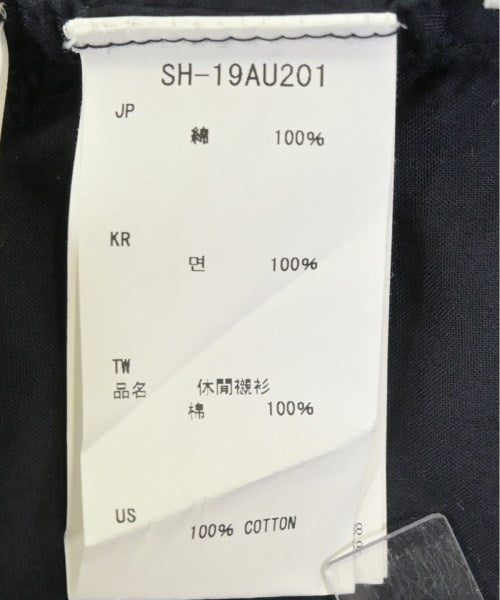 SH-19AU201
JP
綿 100%
KR
면 100%
TW
品名 休閒襯衫
棉 100%
US
100% COTTON